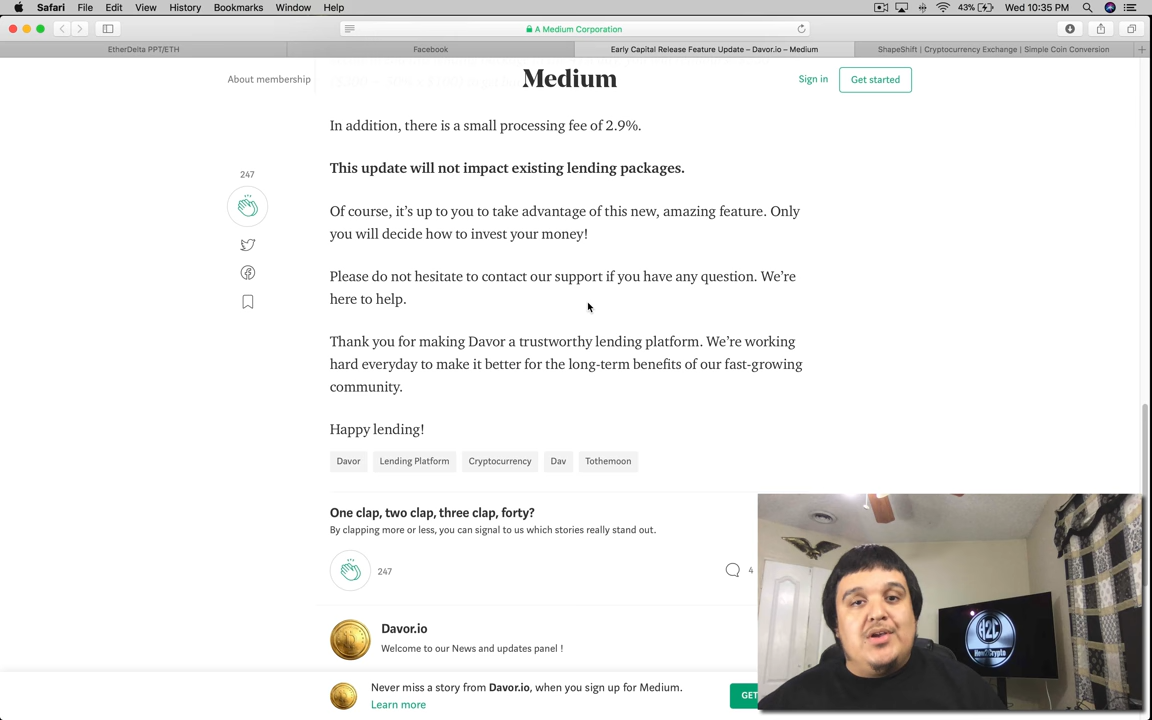 Safari File Edit View History Bookmarks Window Help
43% Wed 10:35 PM
A Medium Corporation
EtherDelta PPT/ETH
Facebook
Early Capital Release Feature Update – Davor.io – Medium
ShapeShift | Cryptocurrency Exchange | Simple Coin Conversion
About membership
Medium
Sign in
Get started
In addition, there is a small processing fee of 2.9%.
This update will not impact existing lending packages.
247
Of course, it’s up to you to take advantage of this new, amazing feature. Only
you will decide how to invest your money!
Please do not hesitate to contact our support if you have any question. We’re
here to help.
Thank you for making Davor a trustworthy lending platform. We’re working
hard everyday to make it better for the long-term benefits of our fast-growing
community.
Happy lending!
Davor
Lending Platform
Cryptocurrency
Dav
Tothemoon
One clap, two clap, three clap, forty?
By clapping more or less, you can signal to us which stories really stand out.
247
4
Davor.io
Welcome to our News and updates panel !
Never miss a story from Davor.io, when you sign up for Medium.
Learn more
GET
H2C